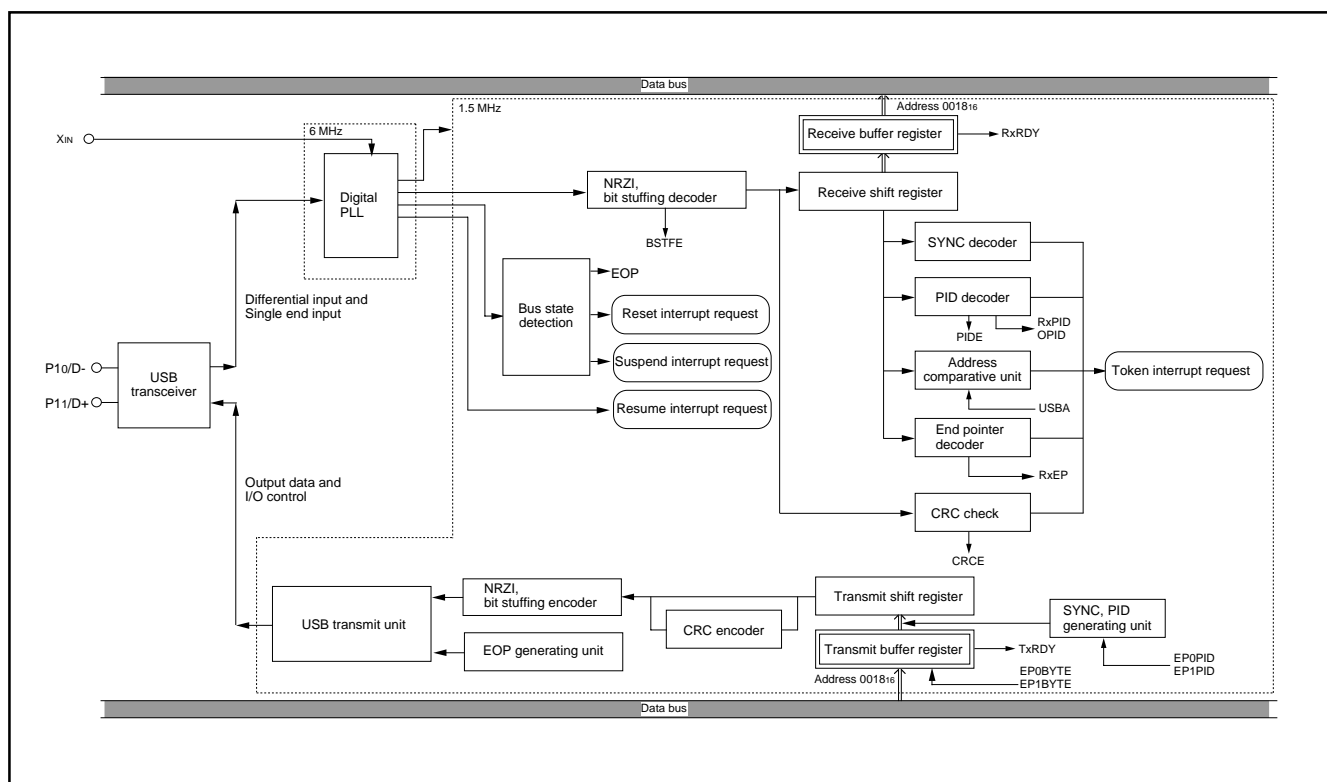 Data bus
1.5 MHz
Address 0018₁₆
XIN
6 MHz
Receive buffer register
RxRDY
Digital
PLL
NRZI,
bit stuffing decoder
Receive shift register
BSTFE
SYNC decoder
EOP
Differential input and
Single end input
Bus state
detection
Reset interrupt request
PID decoder
RxPID
OPID
PIDE
P10/D-
USB
transceiver
P11/D+
Suspend interrupt request
Address
comparative unit
Token interrupt request
Resume interrupt request
USBA
End pointer
decoder
RxEP
Output data and
I/O control
CRC check
CRCE
NRZI,
bit stuffing encoder
Transmit shift register
SYNC, PID
generating unit
USB transmit unit
CRC encoder
EOP generating unit
Transmit buffer register
TxRDY
EP0PID
EP1PID
EP0BYTE
EP1BYTE
Address 0018₁₆
Data bus